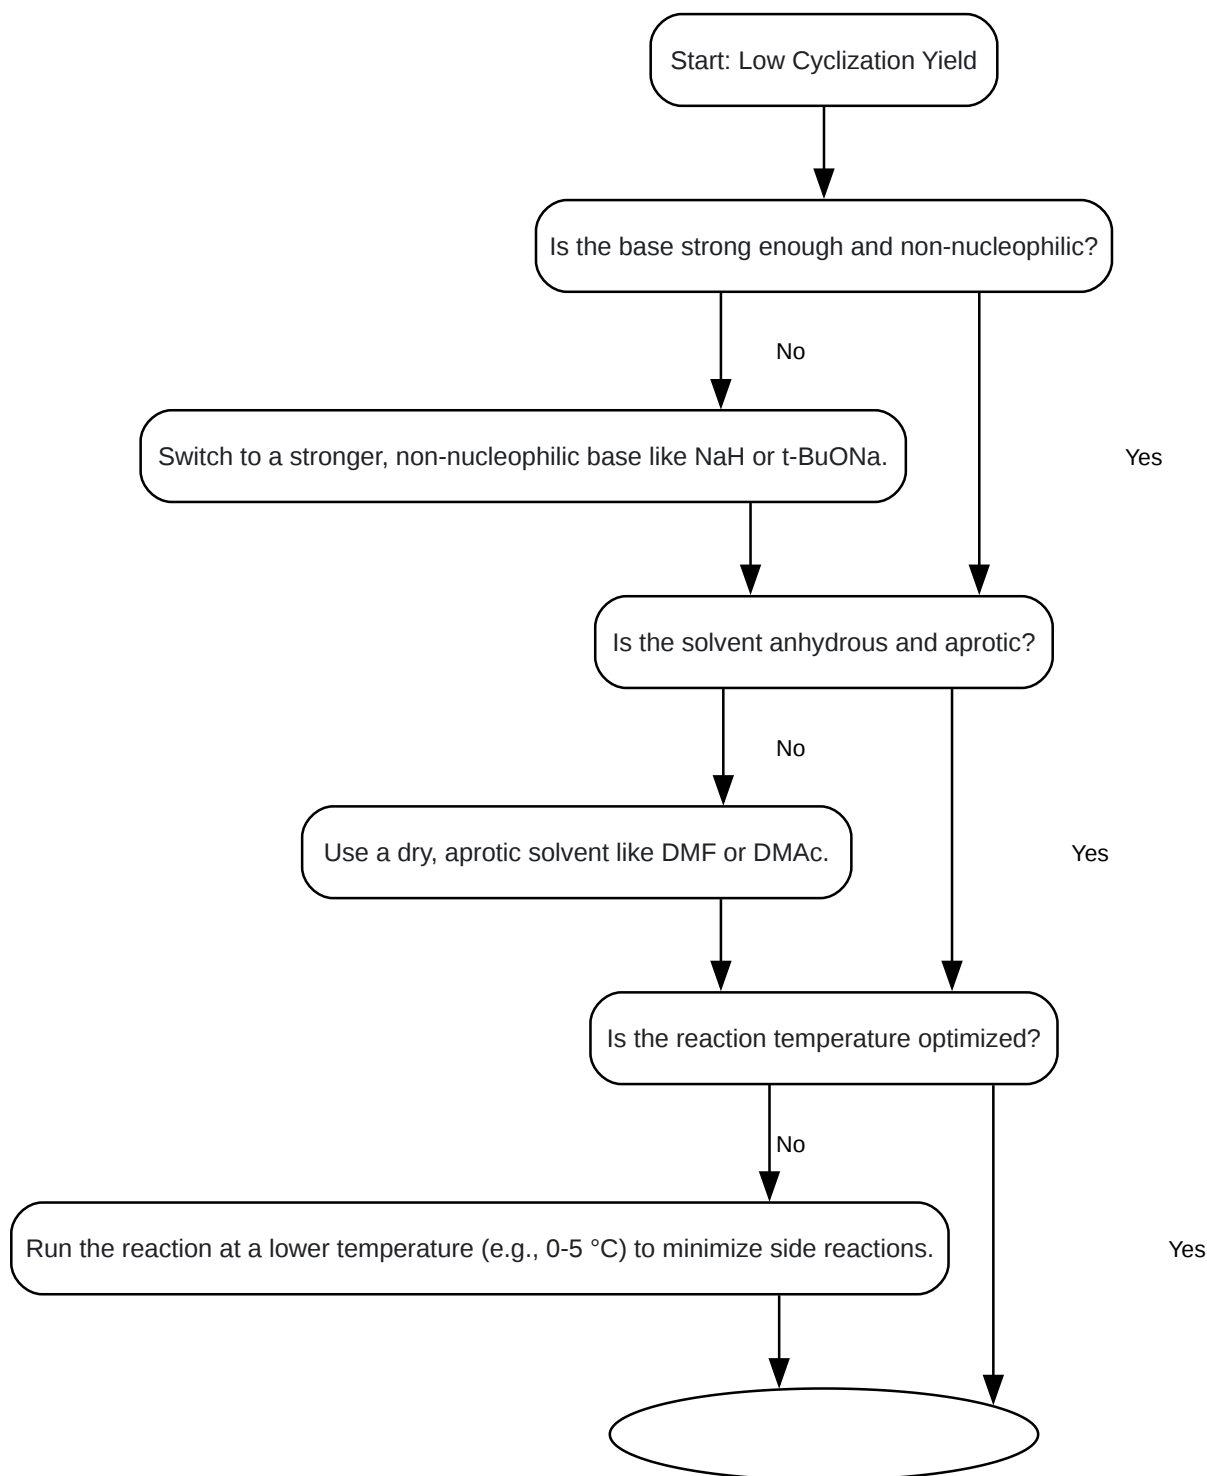 Start: Low Cyclization Yield
Is the base strong enough and non-nucleophilic?
No
Switch to a stronger, non-nucleophilic base like NaH or t-BuONa.
Yes
Is the solvent anhydrous and aprotic?
No
Use a dry, aprotic solvent like DMF or DMAc.
Yes
Is the reaction temperature optimized?
No
Run the reaction at a lower temperature (e.g., 0-5 °C) to minimize side reactions.
Yes